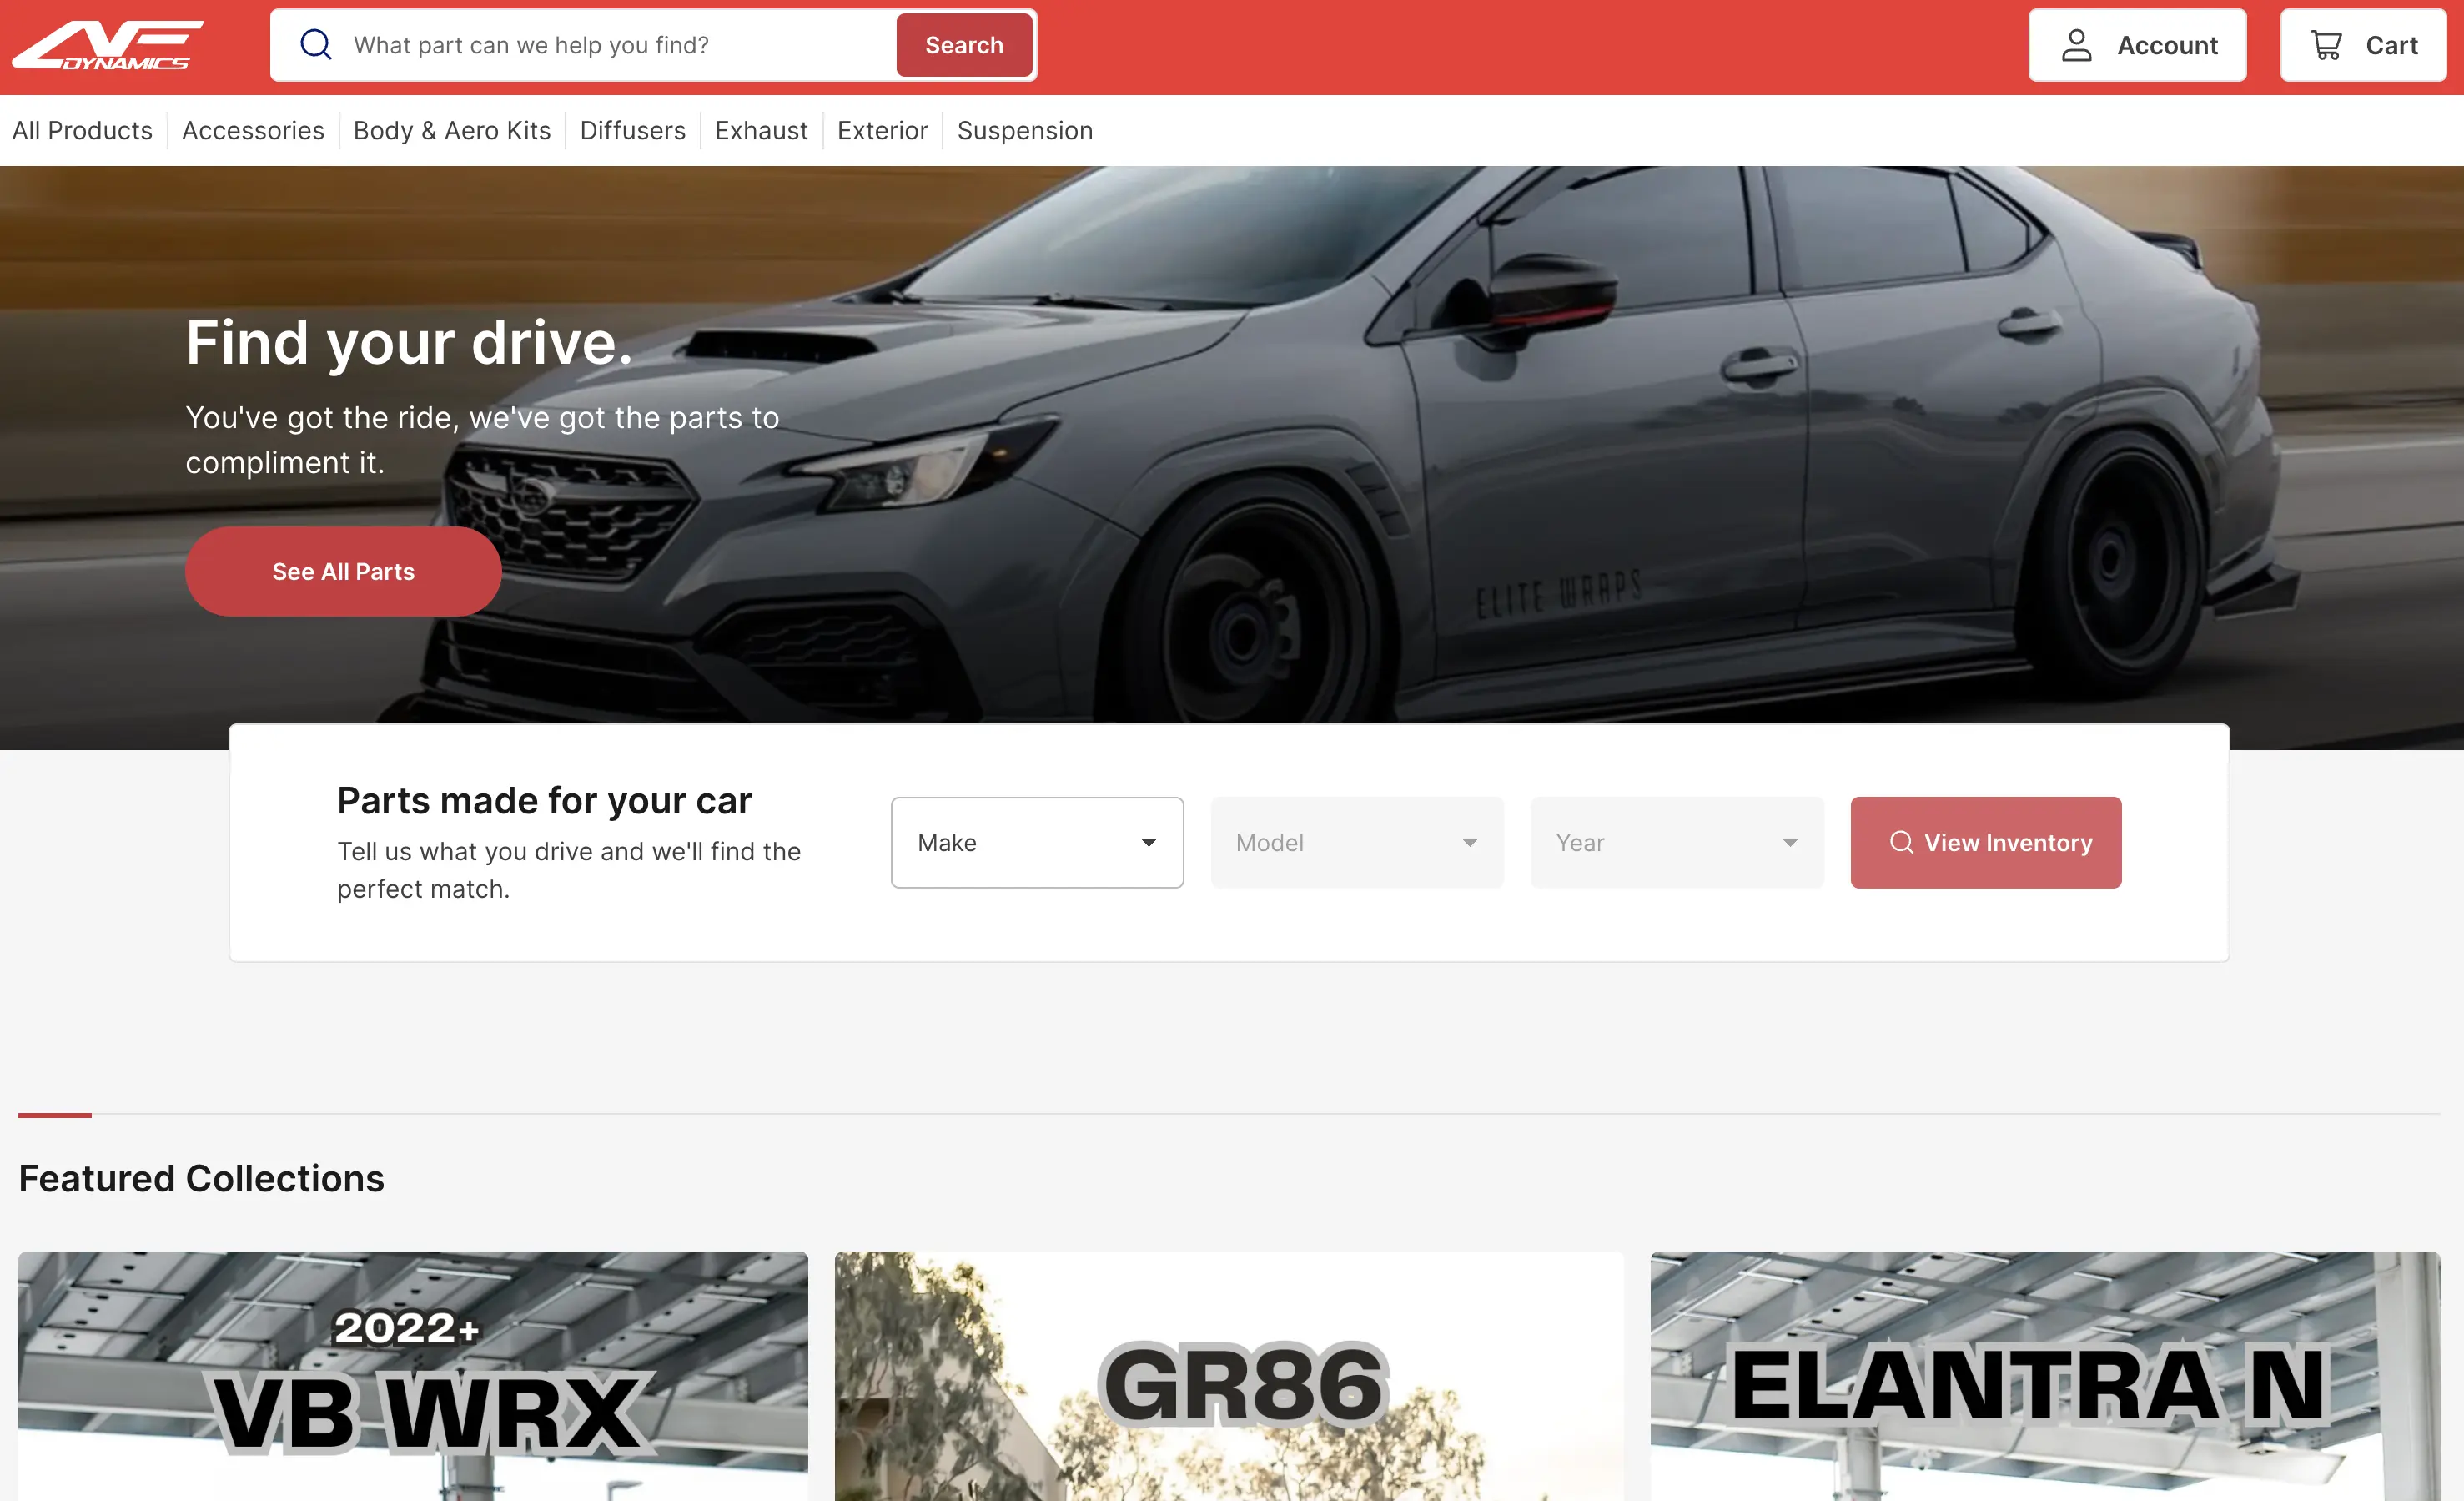 DYNAMICS
What part can we help you find?
Search
Account
Cart
All Products
Accessories
Body & Aero Kits
Diffusers
Exhaust
Exterior
Suspension
Find your drive.
You've got the ride, we've got the parts to
compliment it.
See All Parts
ELITE WRAPS
Parts made for your car
Tell us what you drive and we'll find the
perfect match.
Make
Model
Year
View Inventory
Featured Collections
2022+
VB WRX
GR86
ELANTRA N